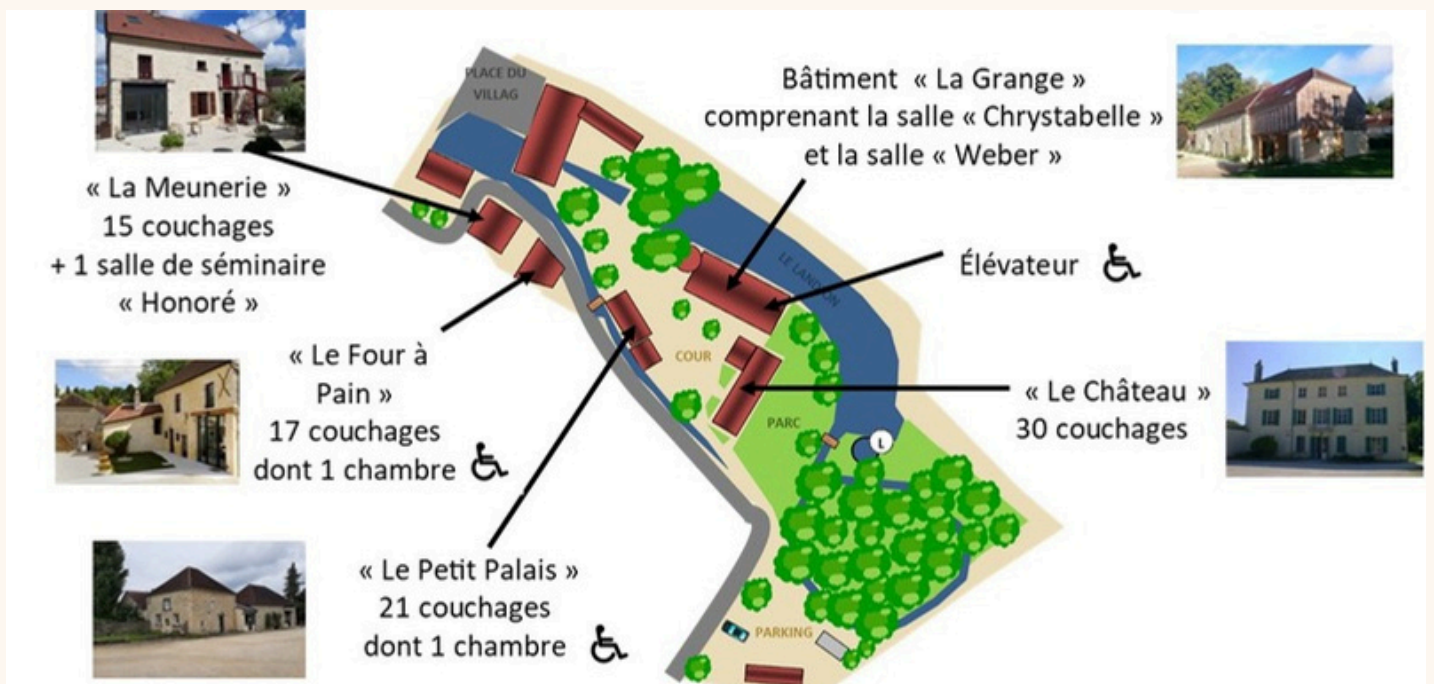 PLACE DU
VILLAG
Bâtiment « La Grange »
comprenant la salle « Chrystabelle »
et la salle « Weber »
« La Meunerie »
15 couchages
+ 1 salle de séminaire
« Honoré »
LE LANDION
Élévateur
« Le Four à
Pain »
17 couchages
dont 1 chambre
COUR
« Le Château »
30 couchages
PARC
L
« Le Petit Palais »
21 couchages
dont 1 chambre
PARKING